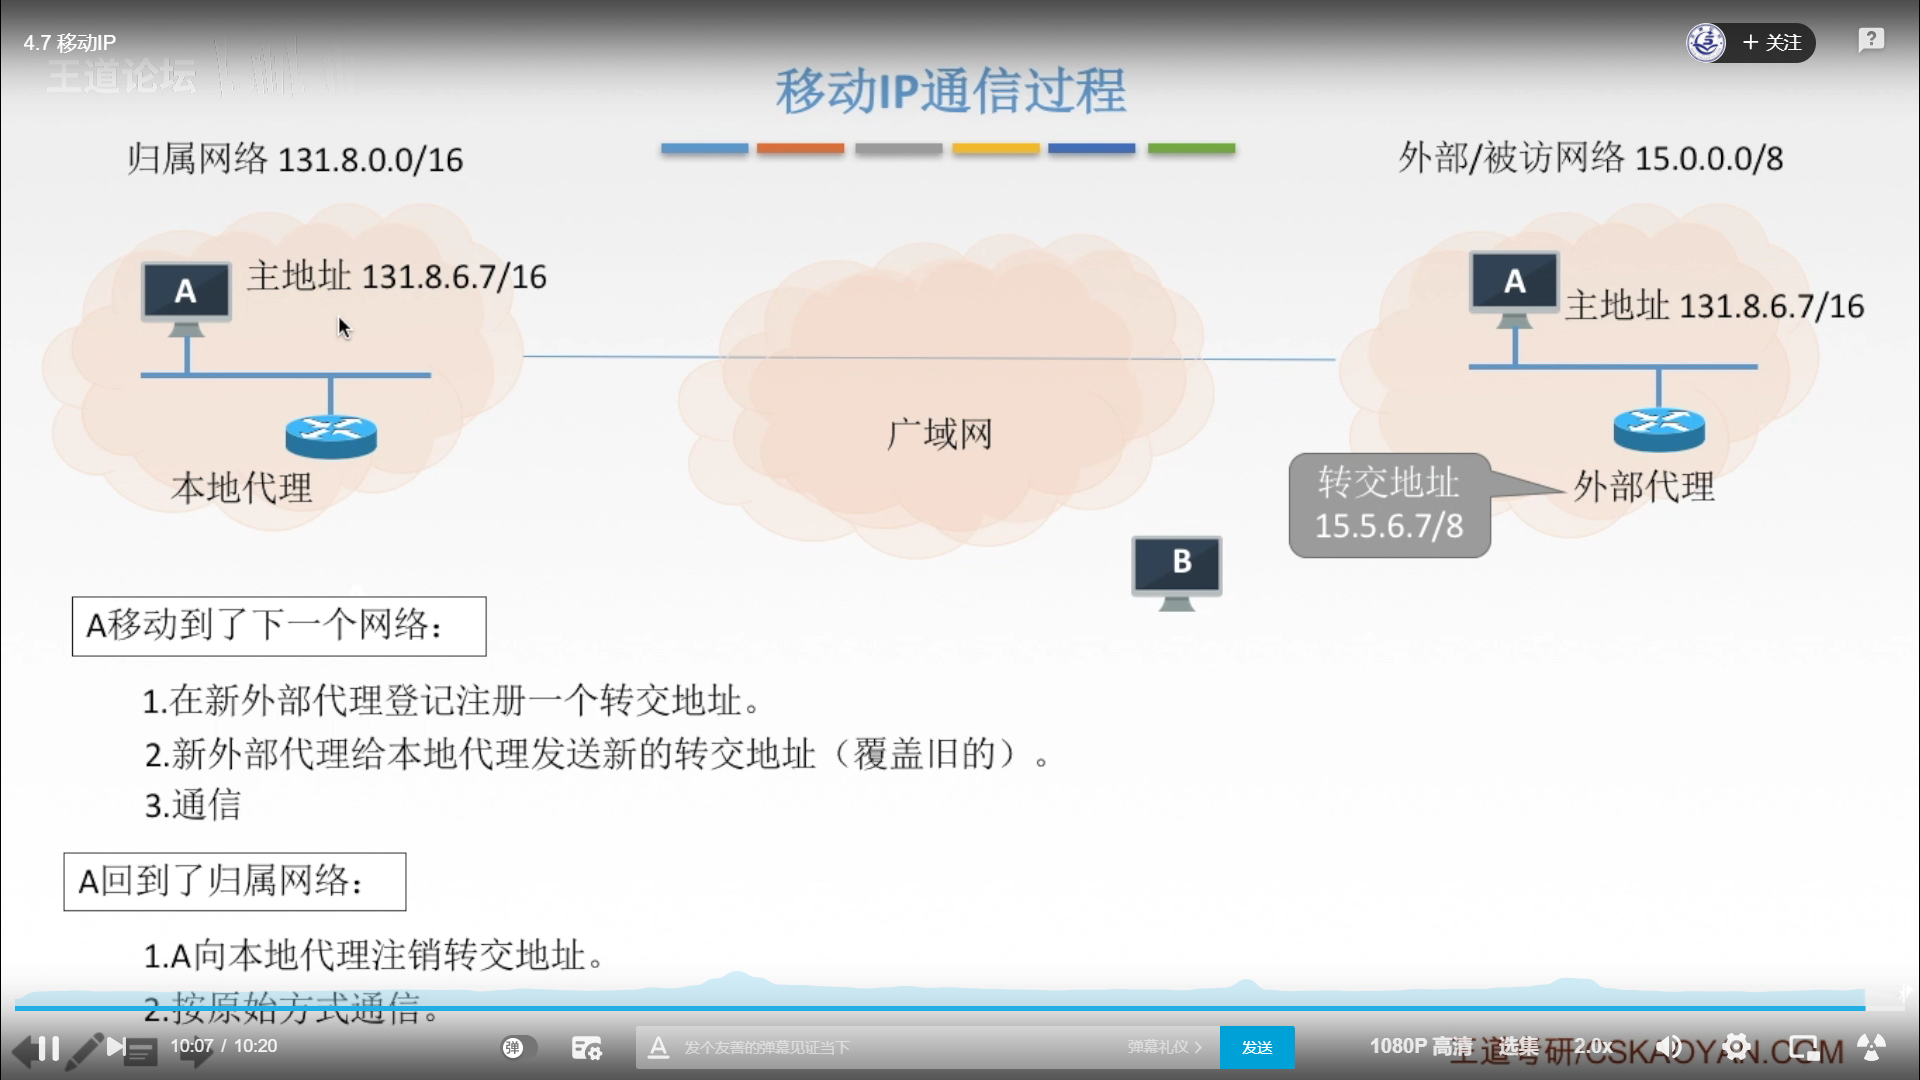 4.7 移动IP
+ 关注
王道论坛
移动IP通信过程
归属网络 131.8.0.0/16
外部/被访网络 15.0.0.0/8
A
主地址 131.8.6.7/16
A
主地址 131.8.6.7/16
广域网
本地代理
转交地址
15.5.6.7/8
外部代理
B
A移动到了下一个网络：
1.在新外部代理登记注册一个转交地址。
2.新外部代理给本地代理发送新的转交地址（覆盖旧的）。
3.通信
A回到了归属网络：
1.A向本地代理注销转交地址。
2.按原始方式通信。
10:07 / 10:20
弹
A
发个友善的弹幕见证当下
弹幕礼仪 >
发送
1080P 高清
选集
2.0x
王道考研/CSKAOYAN.COM